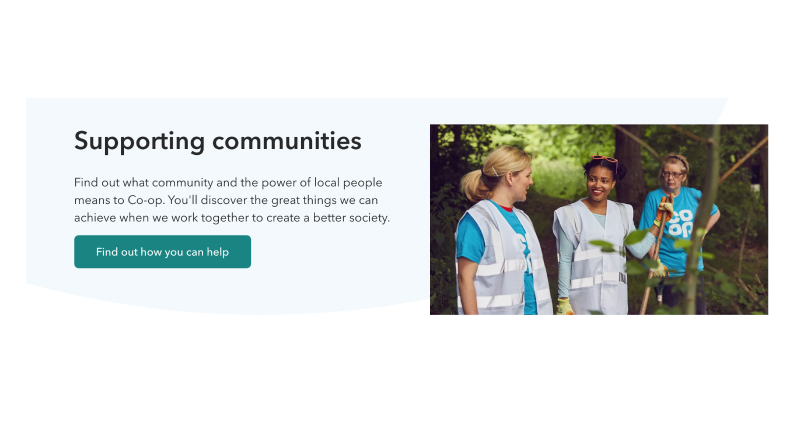 Supporting communities
Find out what community and the power of local people
means to Co-op. You'll discover the great things we can
achieve when we work together to create a better society.
Find out how you can help
co
op